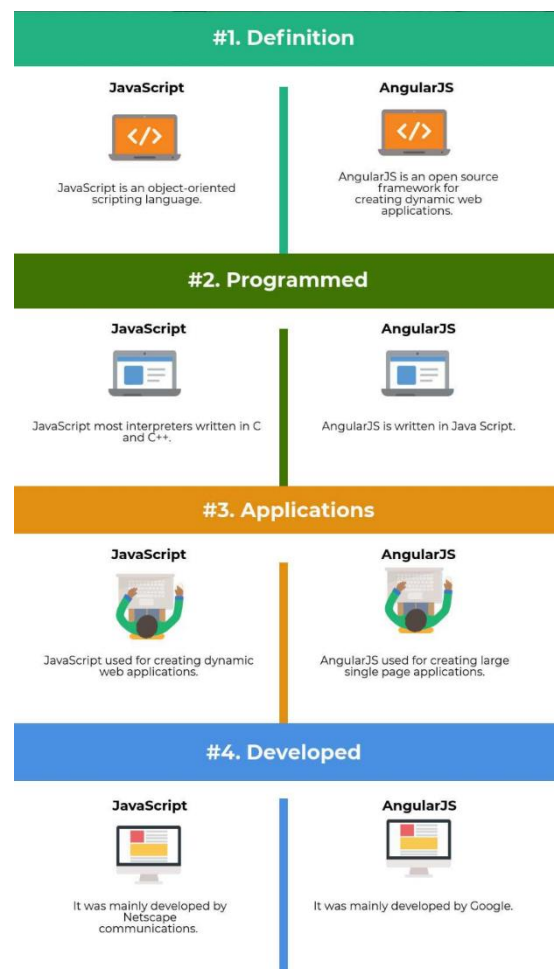 #1. Definition
JavaScript
</>
JavaScript is an object-oriented
scripting language.
AngularJS
</>
AngularJS is an open source
framework for
creating dynamic web
applications.
#2. Programmed
JavaScript
JavaScript most interpreters written in C
and C++.
AngularJS
AngularJS is written in Java Script.
#3. Applications
JavaScript
JavaScript used for creating dynamic
web applications.
AngularJS
AngularJS used for creating large
single page applications.
#4. Developed
JavaScript
It was mainly developed by
Netscape
communications.
AngularJS
It was mainly developed by Google.